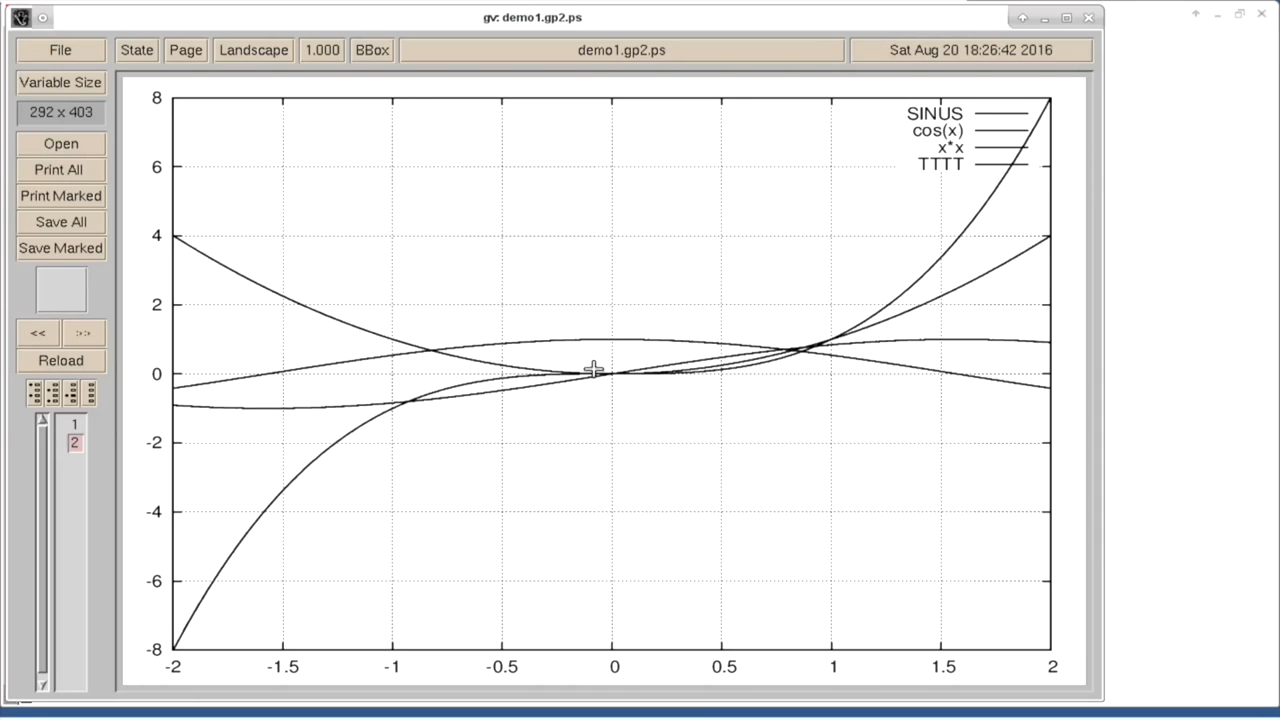 gv: demo1.gp2.ps
File
State
Page
Landscape
1.000
BBox
demo1.gp2.ps
Sat Aug 20 18:26:42 2016
Variable Size
292 x 403
Open
Print All
Print Marked
Save All
Save Marked
<<
>>
Reload
1
2
8
6
4
2
0
-2
-4
-6
-8
-2
-1.5
-1
-0.5
0
0.5
1
1.5
2
SINUS
cos(x)
x*x
TTTT